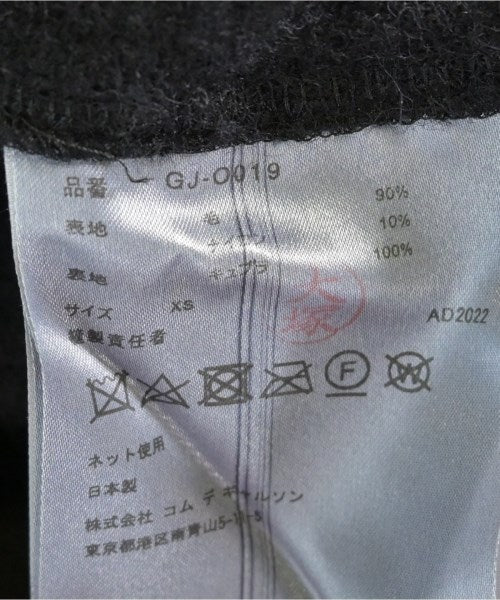 品番 GJ-O019
表地 毛 90%
ナイロン 10%
裏地 キュプラ 100%
サイズ XS AD2022
縫製責任者 大塚
F W
ネット使用
日本製
株式会社 コム デ ギャルソン
東京都港区南青山